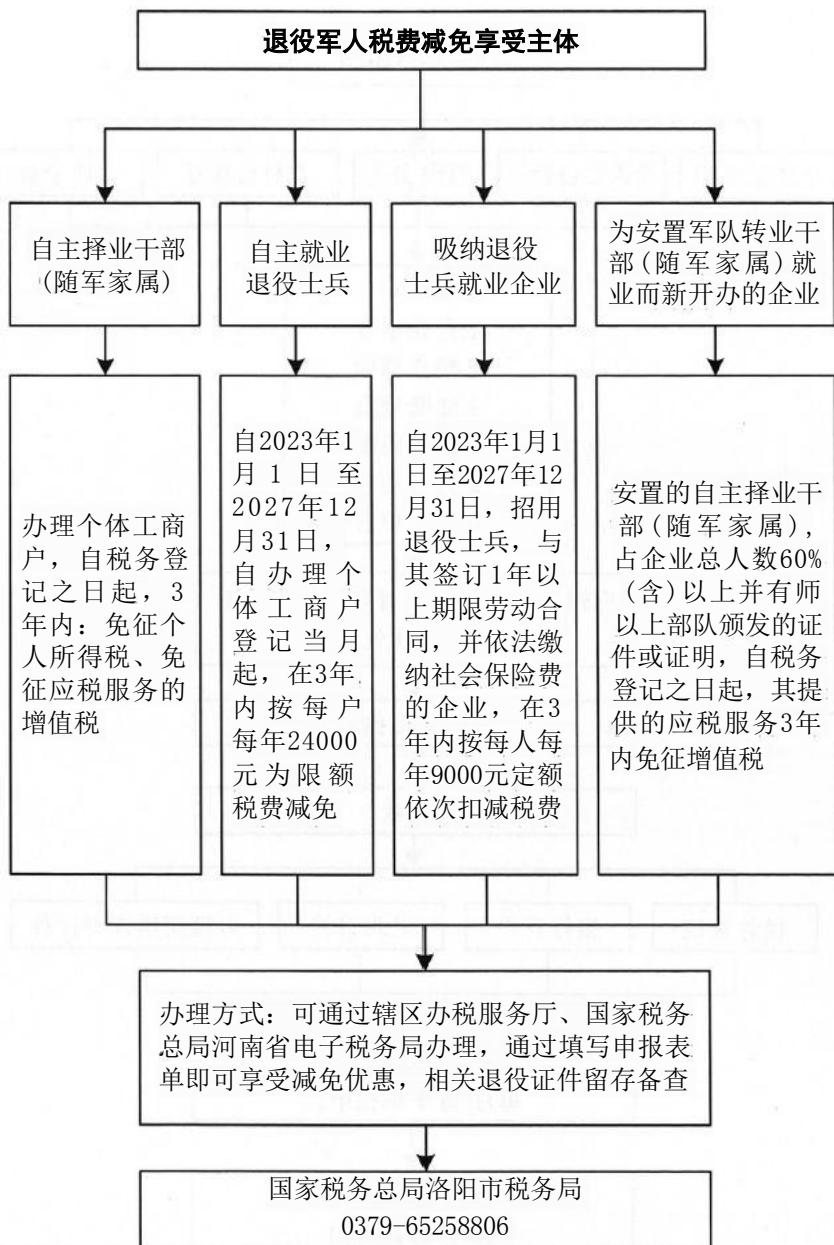 退役军人税费减免享受主体
自主择业干部
(随军家属)
自主就业
退役士兵
吸纳退役
士兵就业企业
为安置军队转业干
部(随军家属)就
业而新开办的企业
办理个体工商
户，自税务登
记之日起，3
年内：免征个
人所得税、免
征应税服务的
增值税
自2023年1
月1日至
2027年12
月31日，
自办理个
体工商户
登记当月
起，在3年
内按每户
每年24000
元为限额
税费减免
自2023年1月1
日至2027年12
月31日，招用
退役士兵，与
其签订1年以
上期限劳动合
同，并依法缴
纳社会保险费
的企业，在3
年内按每人每
年9000元定额
依次扣减税费
安置的自主择业干
部(随军家属)，
占企业总人数60%
(含)以上并有师
以上部队颁发的证
件或证明，自税务
登记之日起，其提
供的应税服务3年
内免征增值税
办理方式：可通过辖区办税服务厅、国家税务
总局河南省电子税务局办理，通过填写申报表
单即可享受减免优惠，相关退役证件留存备查
国家税务总局洛阳市税务局
0379-65258806